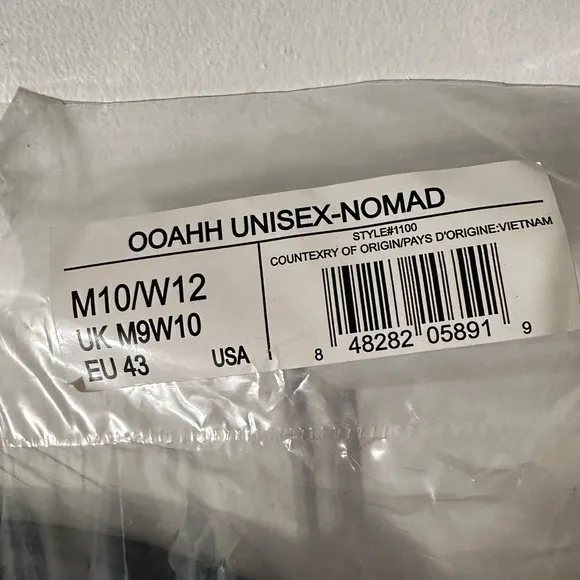 OOAHH UNISEX-NOMAD
STYLE#1100
COUNTEXRY OF ORIGIN/PAYS D'ORIGINE:VIETNAM
M10/W12
UK M9W10
EU 43
USA
8 48282 05891 9